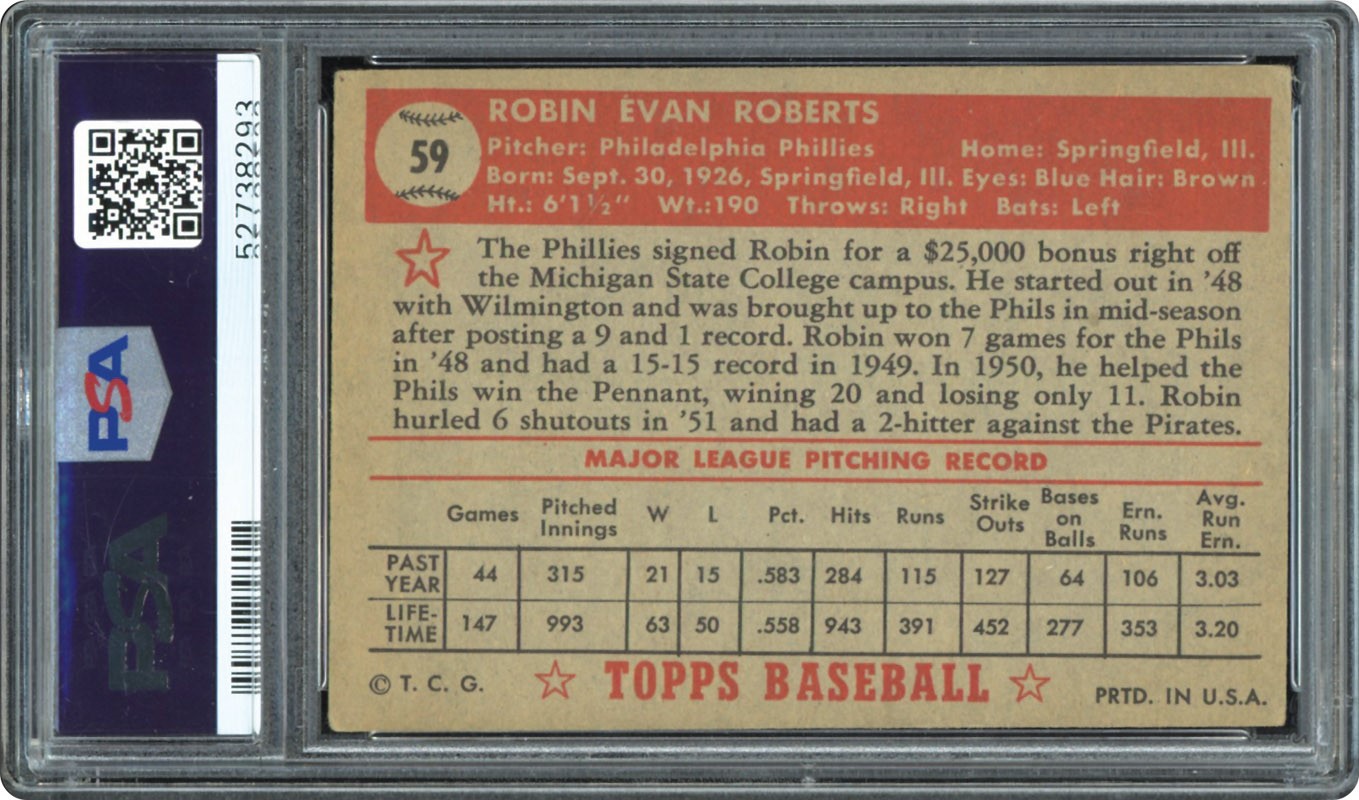 PSA
52738293
PSA
59
ROBIN EVAN ROBERTS
Pitcher: Philadelphia Phillies Home: Springfield, Ill.
Born: Sept. 30, 1926, Springfield, Ill. Eyes: Blue Hair: Brown
Ht.: 6'1½" Wt.:190 Throws: Right Bats: Left
The Phillies signed Robin for a $25,000 bonus right off
the Michigan State College campus. He started out in '48
with Wilmington and was brought up to the Phils in mid-season
after posting a 9 and 1 record. Robin won 7 games for the Phils
in '48 and had a 15-15 record in 1949. In 1950, he helped the
Phils win the Pennant, wining 20 and losing only 11. Robin
hurled 6 shutouts in '51 and had a 2-hitter against the Pirates.
MAJOR LEAGUE PITCHING RECORD
Games Pitched Innings W L Pct. Hits Runs Strike Outs Bases on Balls Ern. Runs Avg. Run Ern.
PAST YEAR 44 315 21 15 .583 284 115 127 64 106 3.03
LIFE-TIME 147 993 63 50 .558 943 391 452 277 353 3.20
© T. C. G. TOPPS BASEBALL PRTD. IN U.S.A.